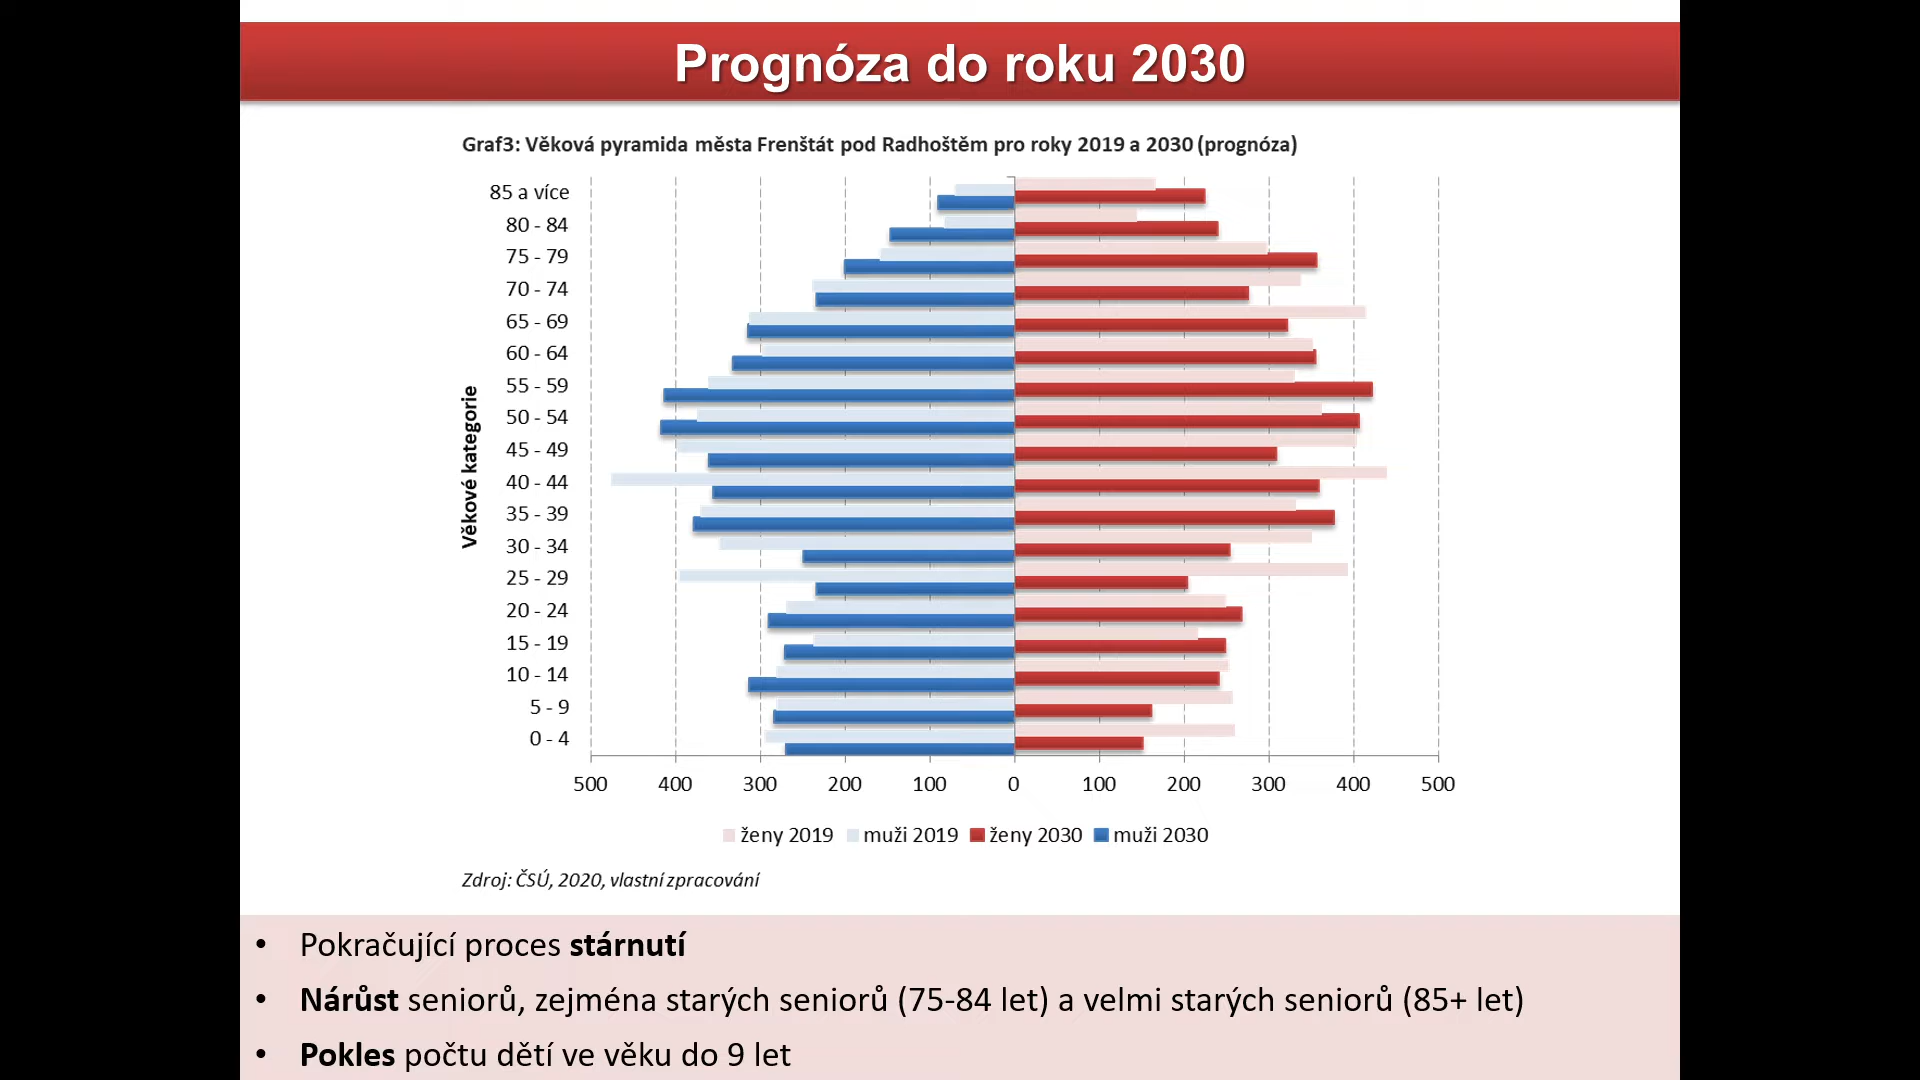 Prognóza do roku 2030
Graf3: Věková pyramida města Frenštát pod Radhoštěm pro roky 2019 a 2030 (prognóza)
Věkové kategorie
85 a více
80 - 84
75 - 79
70 - 74
65 - 69
60 - 64
55 - 59
50 - 54
45 - 49
40 - 44
35 - 39
30 - 34
25 - 29
20 - 24
15 - 19
10 - 14
5 - 9
0 - 4
500 400 300 200 100 0 100 200 300 400 500
ženy 2019 muži 2019 ženy 2030 muži 2030
Zdroj: ČSÚ, 2020, vlastní zpracování
• Pokračující proces stárnutí
• Nárůst seniorů, zejména starých seniorů (75-84 let) a velmi starých seniorů (85+ let)
• Pokles počtu dětí ve věku do 9 let